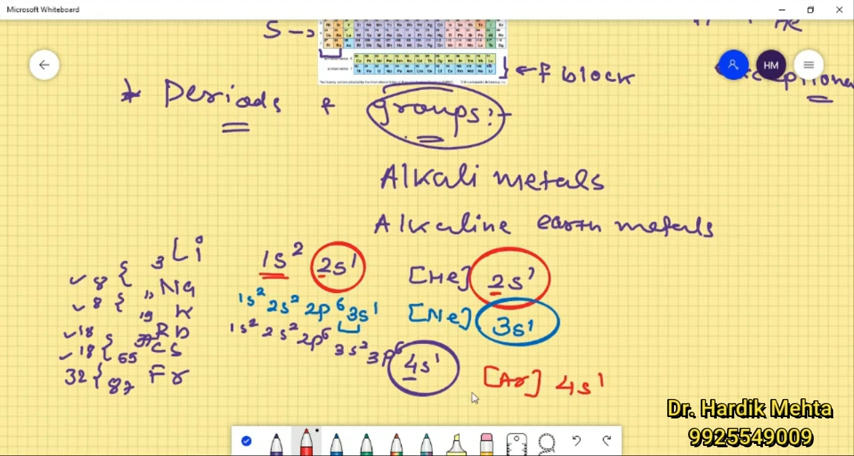 Microsoft Whiteboard
S →
HM
← F block
* Periods & groups:-
Alkali metals
Alkaline earth metals
3Li 1s² 2s¹ [He] 2s¹
✓8 {
11Na 1s² 2s² 2p⁶ 3s¹ [Ne] 3s¹
✓8 {
19K 1s² 2s² 2p⁶ 3s² 3p⁶ 4s¹ [Ar] 4s¹
✓18 {
37Rb
✓18 {
55Cs
32 {
87Fr
Dr. Hardik Mehta
9925549009